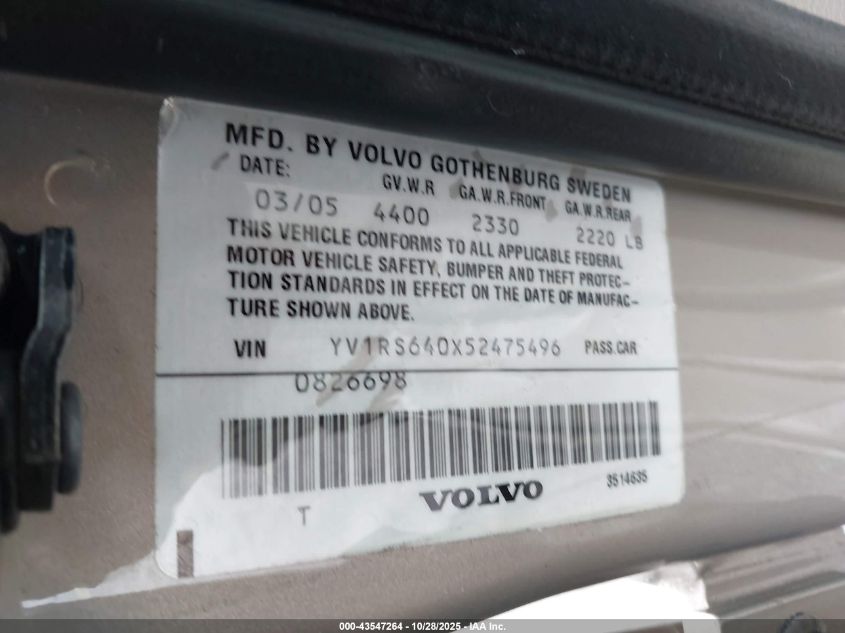 MFD. BY VOLVO GOTHENBURG SWEDEN
DATE: GV.W.R GA.W.R.FRONT GA.W.R.REAR
03/05 4400 2330 2220 LB
THIS VEHICLE CONFORMS TO ALL APPLICABLE FEDERAL
MOTOR VEHICLE SAFETY, BUMPER AND THEFT PROTEC-
TION STANDARDS IN EFFECT ON THE DATE OF MANUFAC-
TURE SHOWN ABOVE.
VIN YV1RS640X52475496 PASS.CAR
0826698
T VOLVO 3514635
000-43547264 - 10/28/2025 - IAA Inc.